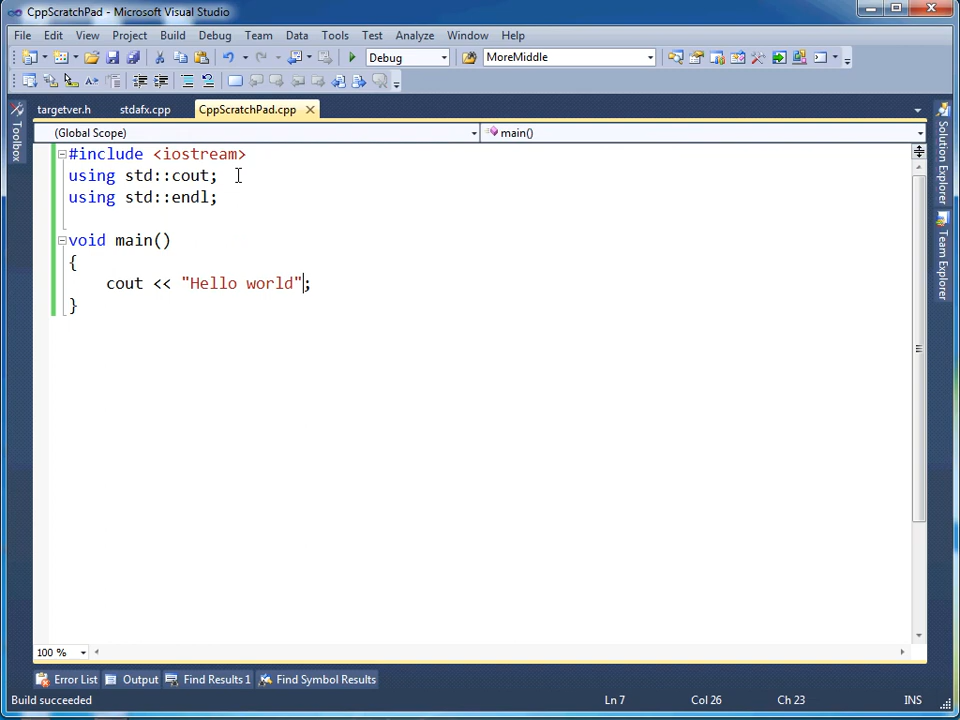 CppScratchPad - Microsoft Visual Studio
File Edit View Project Build Debug Team Data Tools Test Analyze Window Help
Debug MoreMiddle
targetver.h stdafx.cpp CppScratchPad.cpp
(Global Scope) main()
#include <iostream>
using std::cout;
using std::endl;
void main()
{
cout << "Hello world";
}
Toolbox
Solution Explorer
Team Explorer
100 %
Error List Output Find Results 1 Find Symbol Results
Build succeeded Ln 7 Col 26 Ch 23 INS